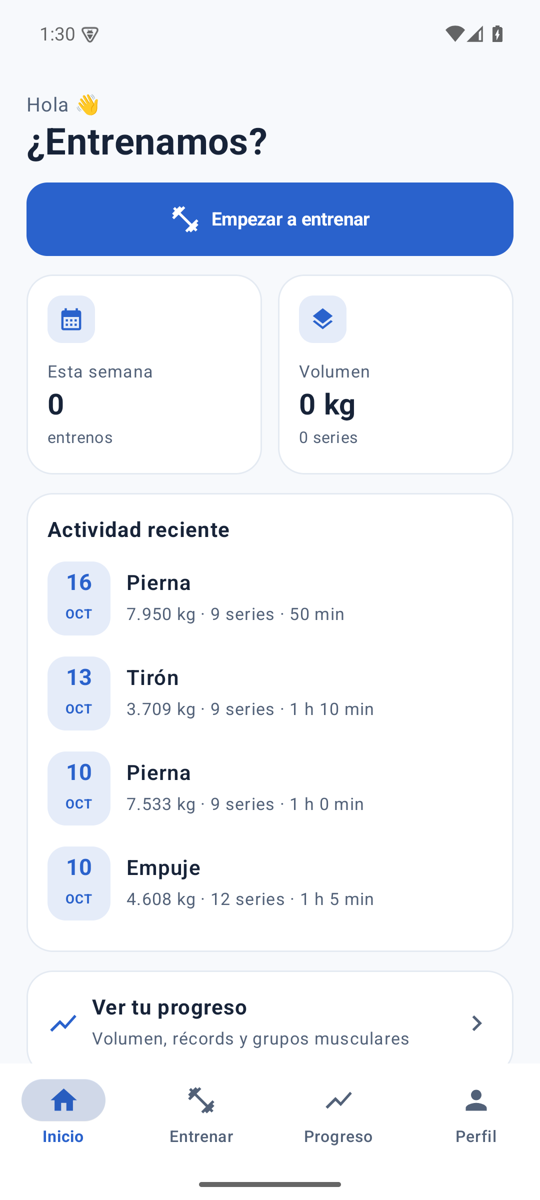 1:30
Hola 👋
¿Entrenamos?
Empezar a entrenar
Esta semana
0
entrenos
Volumen
0 kg
0 series
Actividad reciente
16 OCT
Pierna
7.950 kg · 9 series · 50 min
13 OCT
Tirón
3.709 kg · 9 series · 1 h 10 min
10 OCT
Pierna
7.533 kg · 9 series · 1 h 0 min
10 OCT
Empuje
4.608 kg · 12 series · 1 h 5 min
Ver tu progreso
Volumen, récords y grupos musculares
Inicio
Entrenar
Progreso
Perfil